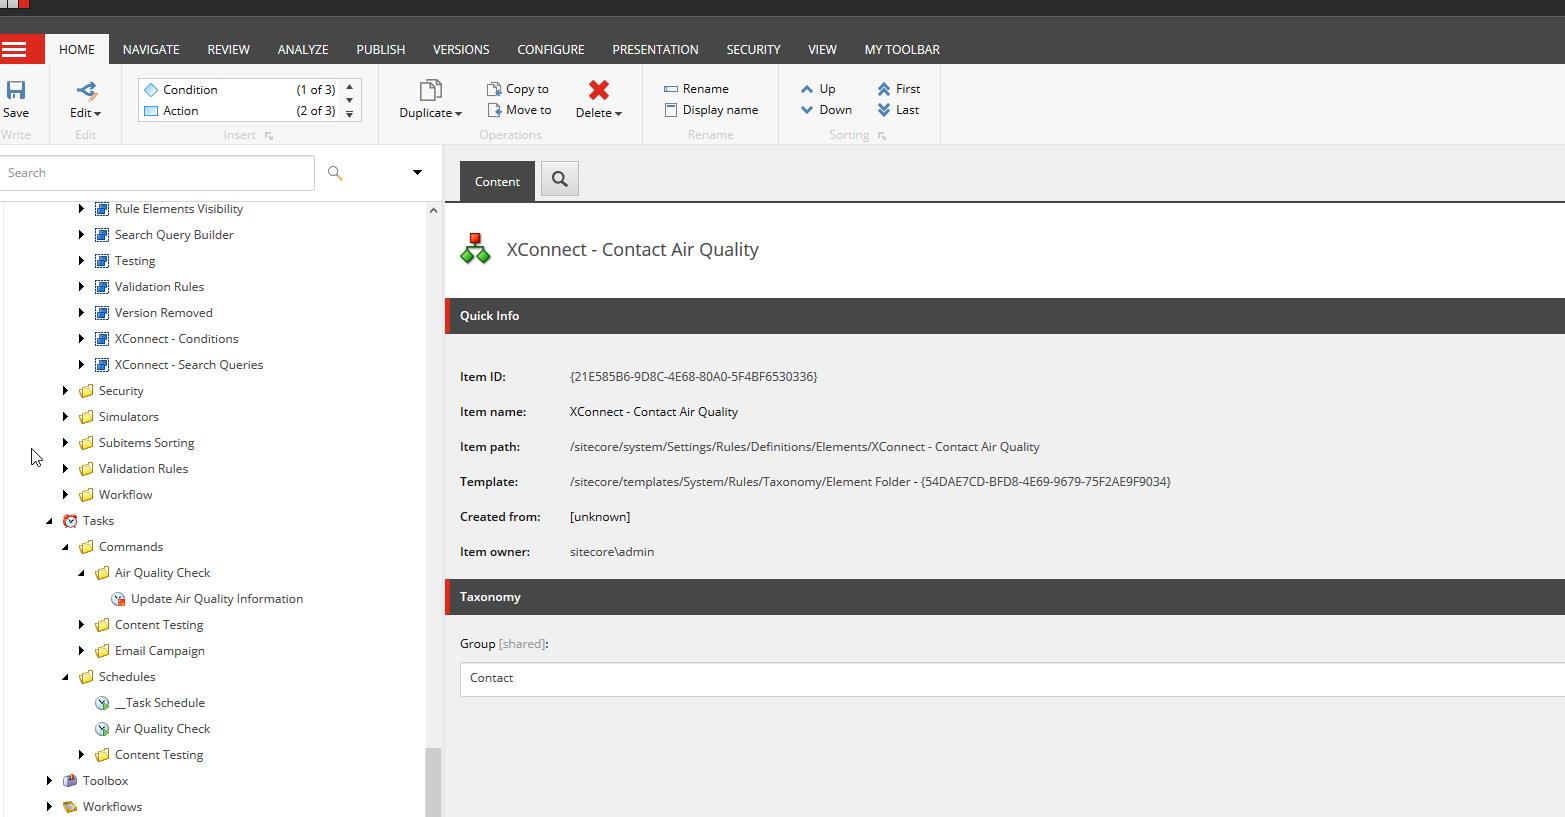 HOME NAVIGATE REVIEW ANALYZE PUBLISH VERSIONS CONFIGURE PRESENTATION SECURITY VIEW MY TOOLBAR
Save
Write
Edit
Edit
Condition (1 of 3)
Action (2 of 3)
Insert
Duplicate
Copy to
Move to
Delete
Operations
Rename
Display name
Rename
Up
Down
First
Last
Sorting
Search
Rule Elements Visibility
Search Query Builder
Testing
Validation Rules
Version Removed
XConnect - Conditions
XConnect - Search Queries
Security
Simulators
Subitems Sorting
Validation Rules
Workflow
Tasks
Commands
Air Quality Check
Update Air Quality Information
Content Testing
Email Campaign
Schedules
__Task Schedule
Air Quality Check
Content Testing
Toolbox
Workflows
Content
XConnect - Contact Air Quality
Quick Info
Item ID: {21E585B6-9D8C-4E68-80A0-5F4BF6530336}
Item name: XConnect - Contact Air Quality
Item path: /sitecore/system/Settings/Rules/Definitions/Elements/XConnect - Contact Air Quality
Template: /sitecore/templates/System/Rules/Taxonomy/Element Folder - {54DAE7CD-BFD8-4E69-9679-75F2AE9F9034}
Created from: [unknown]
Item owner: sitecore\admin
Taxonomy
Group [shared]:
Contact